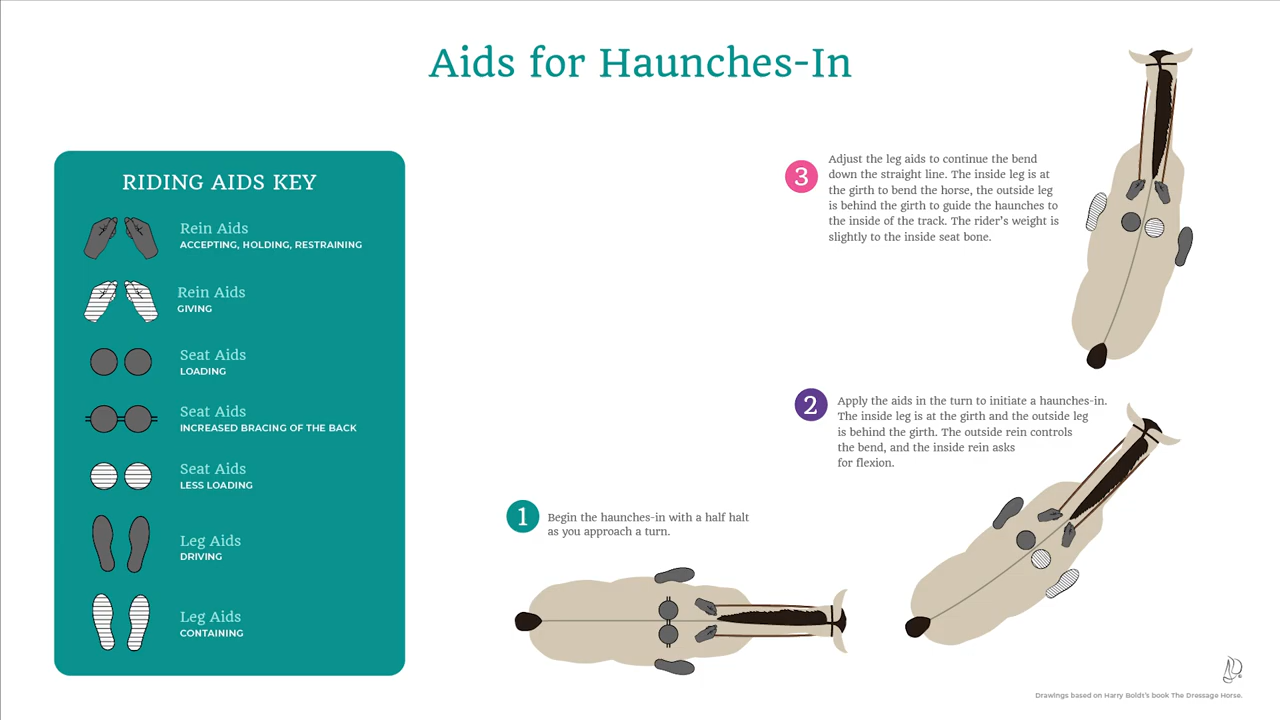 Aids for Haunches-In
RIDING AIDS KEY
Rein Aids
ACCEPTING, HOLDING, RESTRAINING
Rein Aids
GIVING
Seat Aids
LOADING
Seat Aids
INCREASED BRACING OF THE BACK
Seat Aids
LESS LOADING
Leg Aids
DRIVING
Leg Aids
CONTAINING
1
Begin the haunches-in with a half halt
as you approach a turn.
2
Apply the aids in the turn to initiate a haunches-in.
The inside leg is at the girth and the outside leg
is behind the girth. The outside rein controls
the bend, and the inside rein asks
for flexion.
3
Adjust the leg aids to continue the bend
down the straight line. The inside leg is at
the girth to bend the horse, the outside leg
is behind the girth to guide the haunches to
the inside of the track. The rider's weight is
slightly to the inside seat bone.
Drawings based on Harry Boldt's book The Dressage Horse.